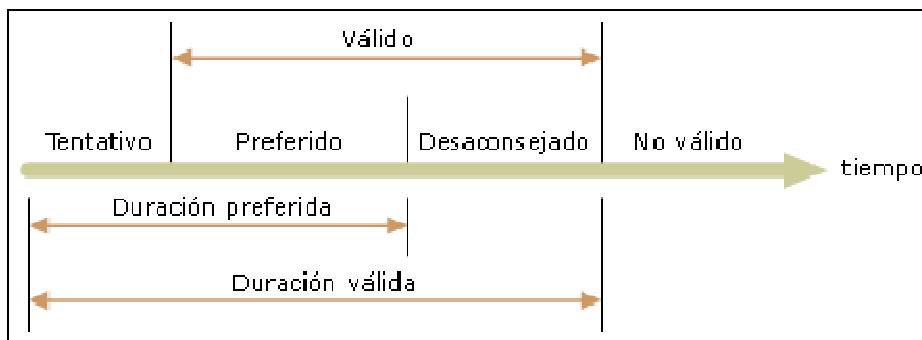 Válido
Tentativo Preferido Desaconsejado No válido
tiempo
Duración preferida
Duración válida